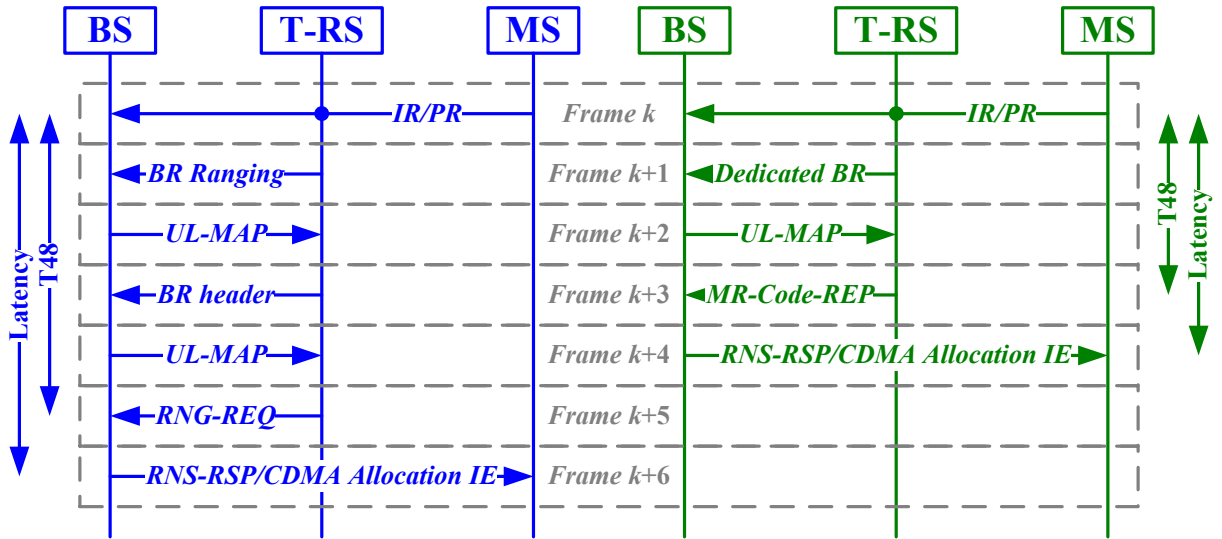 BS T-RS MS BS T-RS MS
IR/PR Frame k IR/PR
BR Ranging Frame k+1 Dedicated BR
UL-MAP Frame k+2 UL-MAP
BR header Frame k+3 MR-Code-REP
UL-MAP Frame k+4 RNS-RSP/CDMA Allocation IE
RNG-REQ Frame k+5
RNS-RSP/CDMA Allocation IE Frame k+6
Latency
T48
T48
Latency